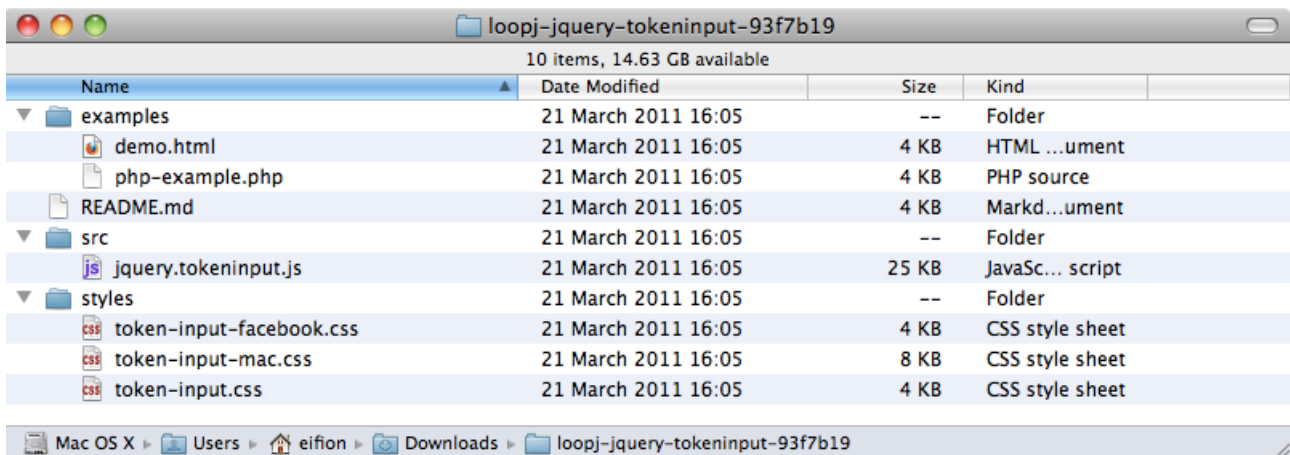 loopj-jquery-tokeninput-93f7b19
10 items, 14.63 GB available
Name Date Modified Size Kind
examples 21 March 2011 16:05 -- Folder
demo.html 21 March 2011 16:05 4 KB HTML ...ument
php-example.php 21 March 2011 16:05 4 KB PHP source
README.md 21 March 2011 16:05 4 KB Markd...ument
src 21 March 2011 16:05 -- Folder
js jquery.tokeninput.js 21 March 2011 16:05 25 KB JavaSc... script
styles 21 March 2011 16:05 -- Folder
css token-input-facebook.css 21 March 2011 16:05 4 KB CSS style sheet
css token-input-mac.css 21 March 2011 16:05 8 KB CSS style sheet
css token-input.css 21 March 2011 16:05 4 KB CSS style sheet
Mac OS X Users eifion Downloads loopj-jquery-tokeninput-93f7b19